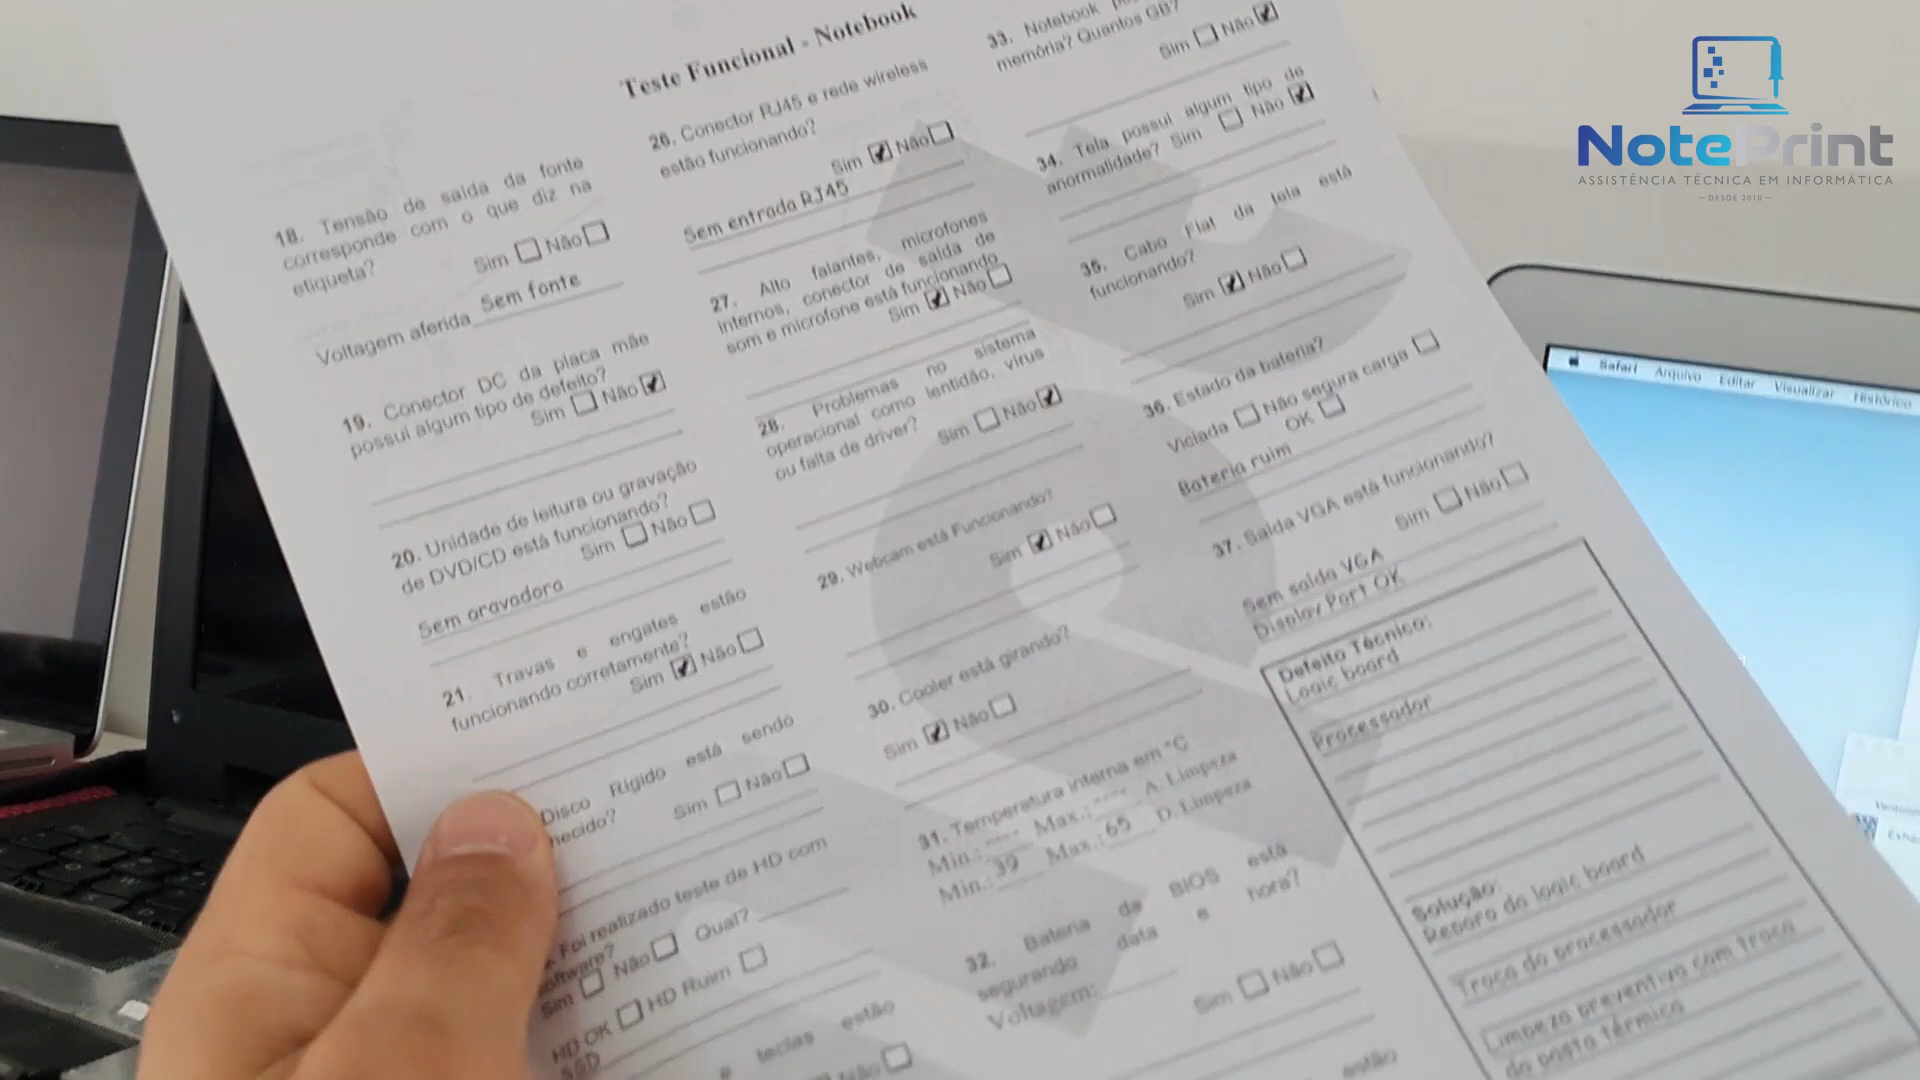 Teste Funcional - Notebook
18. Tensão de saída da fonte
corresponde com o que diz na
etiqueta?
Sim Não
Voltagem aferida Sem fonte
19. Conector DC da placa mãe
possui algum tipo de defeito?
Sim Não
20. Unidade de leitura ou gravação
de DVD/CD está funcionando?
Sim Não
Sem gravadora
21. Travas e engates estão
funcionando corretamente?
Sim Não
Disco Rígido está sendo
Sim Não
Foi realizado teste de HD com
Sim Não Qual?
HD OK HD Ruim
SSD
e teclas estão
Não
26. Conector RJ45 e rede wireless
estão funcionando?
Sim Não
Sem entrada RJ45
27. Alto falantes, microfones
internos, conector de saída de
som e microfone está funcionando
Sim Não
28. Problemas no sistema
operacional como lentidão, vírus
ou falta de driver?
Sim Não
29. Webcam está Funcionando?
Sim Não
30. Cooler está girando?
Sim Não
31. Temperatura interna em °C
Min.:---- Max.:---- A. Limpeza
Min.: 39 Max.: 65 D. Limpeza
32. Bateria da BIOS está
segurando data e hora?
Voltagem:
Sim Não
estão
33. Notebook
memória? Quantos GB?
Sim Não
34. Tela possui algum tipo de
anormalidade? Sim Não
35. Cabo Flat da tela está
funcionando?
Sim Não
36. Estado da bateria?
Viciada Não segura carga
OK
Bateria ruim
37. Saída VGA está funcionando?
Sim Não
Sem saída VGA
Display Port OK
Defeito Técnico:
Logic board
Processador
Solução:
Reparo da logic board
Troca do processador
Limpeza preventiva com troca
da pasta térmica
NotePrint
ASSISTÊNCIA TÉCNICA EM INFORMÁTICA
DESDE 2010
Safari Arquivo Editar Visualizar Histórico